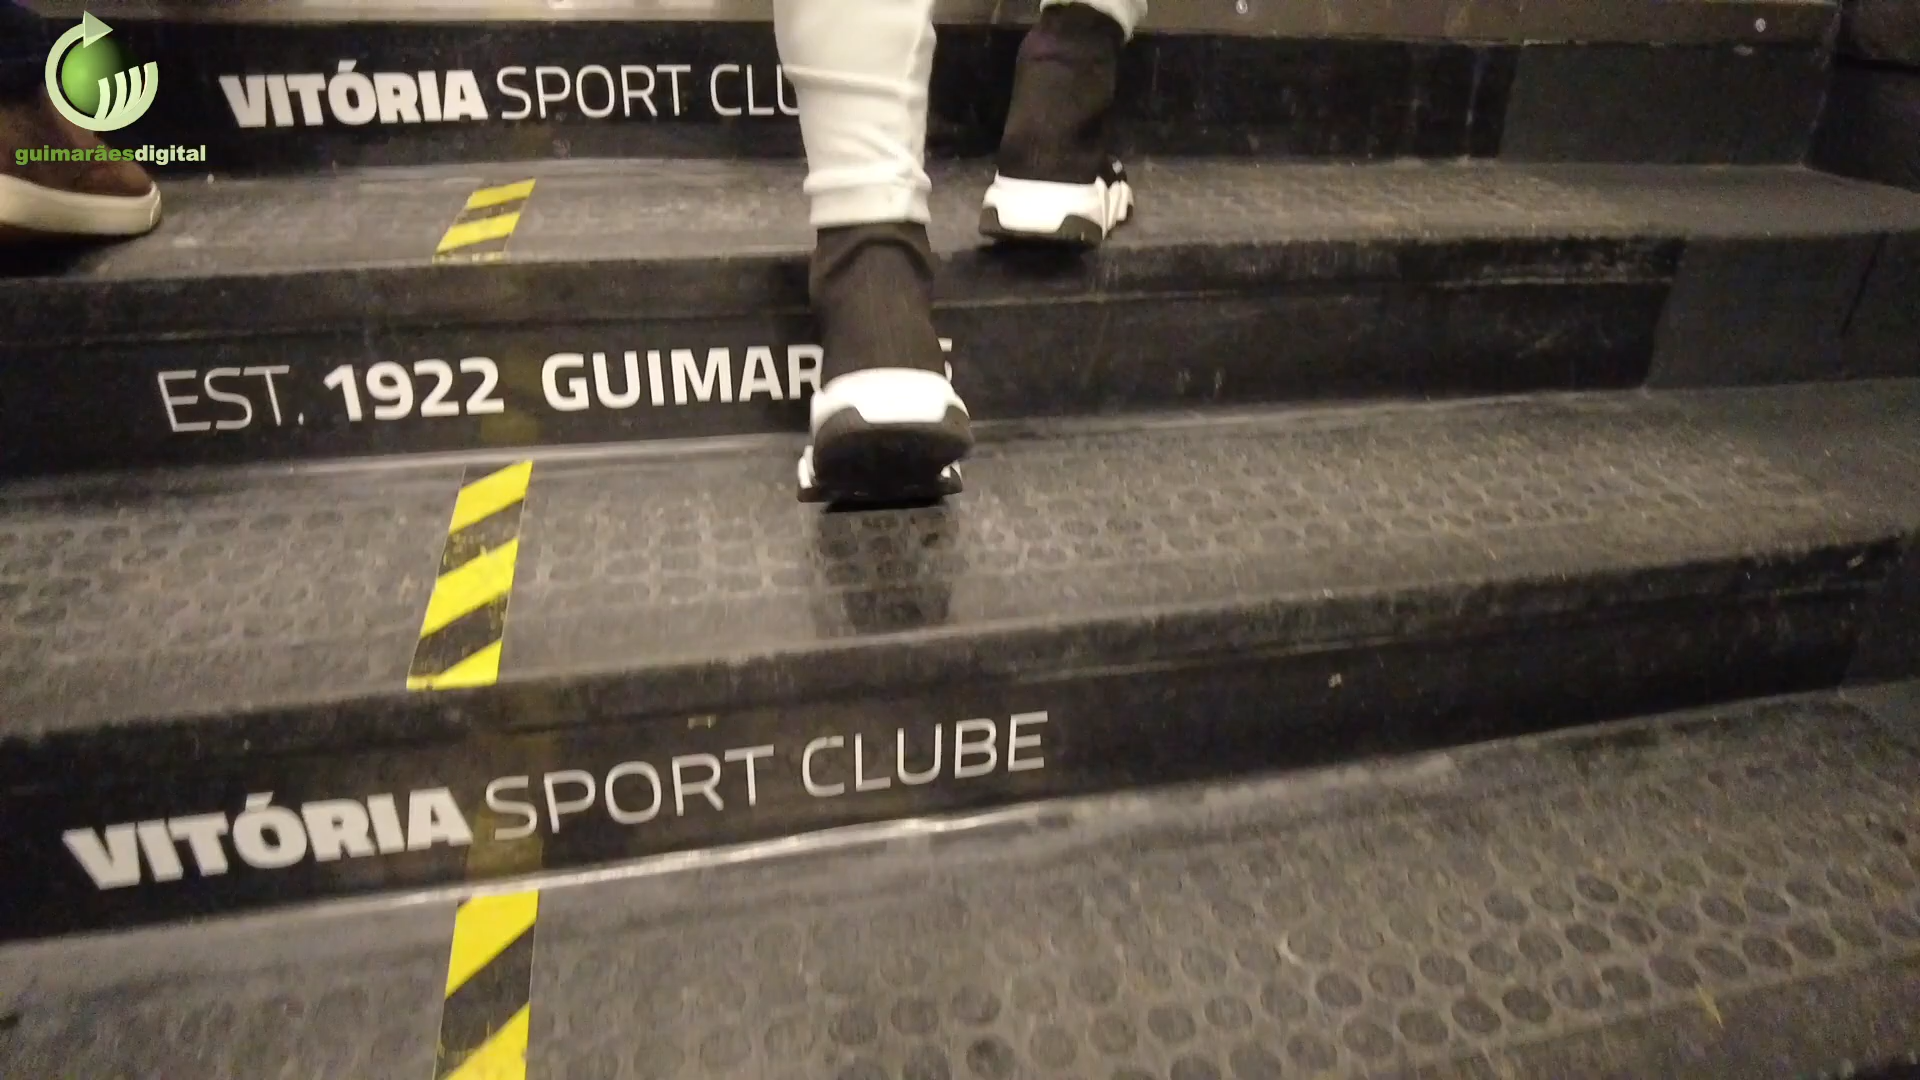 guimarãesdigital
VITÓRIA SPORT CLU
EST. 1922 GUIMAR S
VITÓRIA SPORT CLUBE